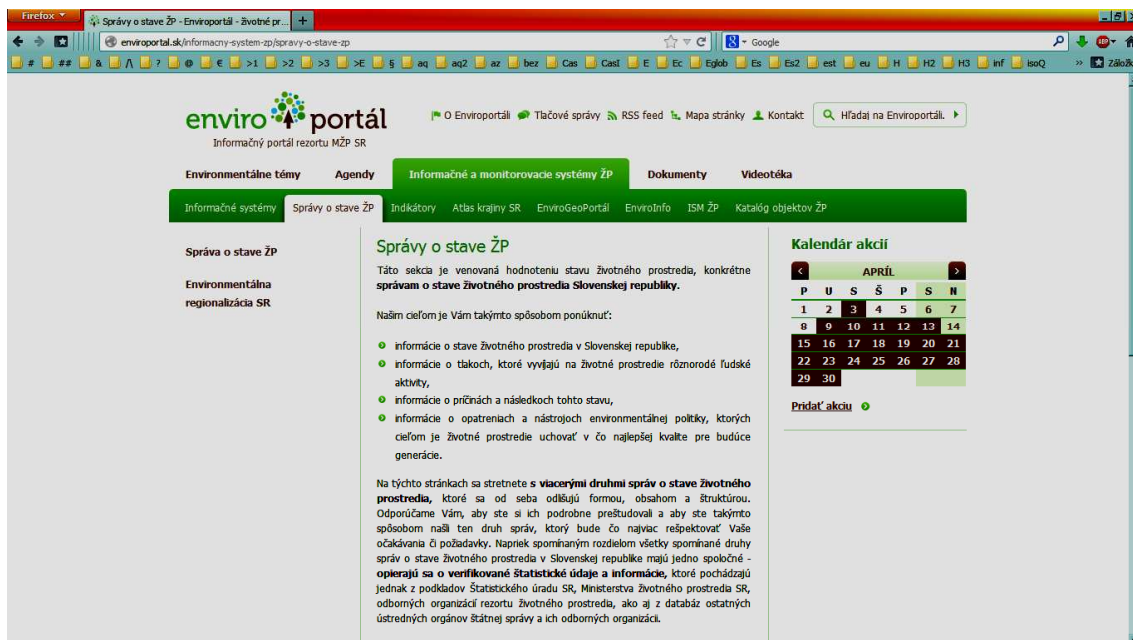 Firefox
Správy o stave ŽP - Enviroportál - životné pr...
enviroportal.sk/informacny-system-zp/spravy-o-stave-zp
Google
# ## & /\ ? @ € >1 >2 >3 >E § aq aq2 az bez Cas CasI E Ec Eglob Es Es2 est eu H H2 H3 inf isoQ » Zálož
enviro portál
Informačný portál rezortu MŽP SR
O Enviroportáli Tlačové správy RSS feed Mapa stránky Kontakt Hľadaj na Enviroportáli.
Environmentálne témy Agendy Informačné a monitorovacie systémy ŽP Dokumenty Videotéka
Informačné systémy Správy o stave ŽP Indikátory Atlas krajiny SR EnviroGeoPortál EnviroInfo ISM ŽP Katalóg objektov ŽP
Správa o stave ŽP
Environmentálna
regionalizácia SR
Správy o stave ŽP
Táto sekcia je venovaná hodnoteniu stavu životného prostredia, konkrétne
správam o stave životného prostredia Slovenskej republiky.
Našim cieľom je Vám takýmto spôsobom ponúknuť:
informácie o stave životného prostredia v Slovenskej republike,
informácie o tlakoch, ktoré vyvíjajú na životné prostredie rôznorodé ľudské
aktivity,
informácie o príčinách a následkoch tohto stavu,
informácie o opatreniach a nástrojoch environmentálnej politiky, ktorých
cieľom je životné prostredie uchovať v čo najlepšej kvalite pre budúce
generácie.
Na týchto stránkach sa stretnete s viacerými druhmi správ o stave životného
prostredia, ktoré sa od seba odlišujú formou, obsahom a štruktúrou.
Odporúčame Vám, aby ste si ich podrobne preštudovali a aby ste takýmto
spôsobom našli ten druh správ, ktorý bude čo najviac rešpektovať Vaše
očakávania či požiadavky. Napriek spomínaným rozdielom všetky spomínané druhy
správ o stave životného prostredia v Slovenskej republike majú jedno spoločné -
opierajú sa o verifikované štatistické údaje a informácie, ktoré pochádzajú
jednak z podkladov Štatistického úradu SR, Ministerstva životného prostredia SR,
odborných organizácií rezortu životného prostredia, ako aj z databáz ostatných
ústredných orgánov štátnej správy a ich odborných organizácií.
Kalendár akcií
APRÍL
P U S Š P S N
1 2 3 4 5 6 7
8 9 10 11 12 13 14
15 16 17 18 19 20 21
22 23 24 25 26 27 28
29 30
Pridať akciu